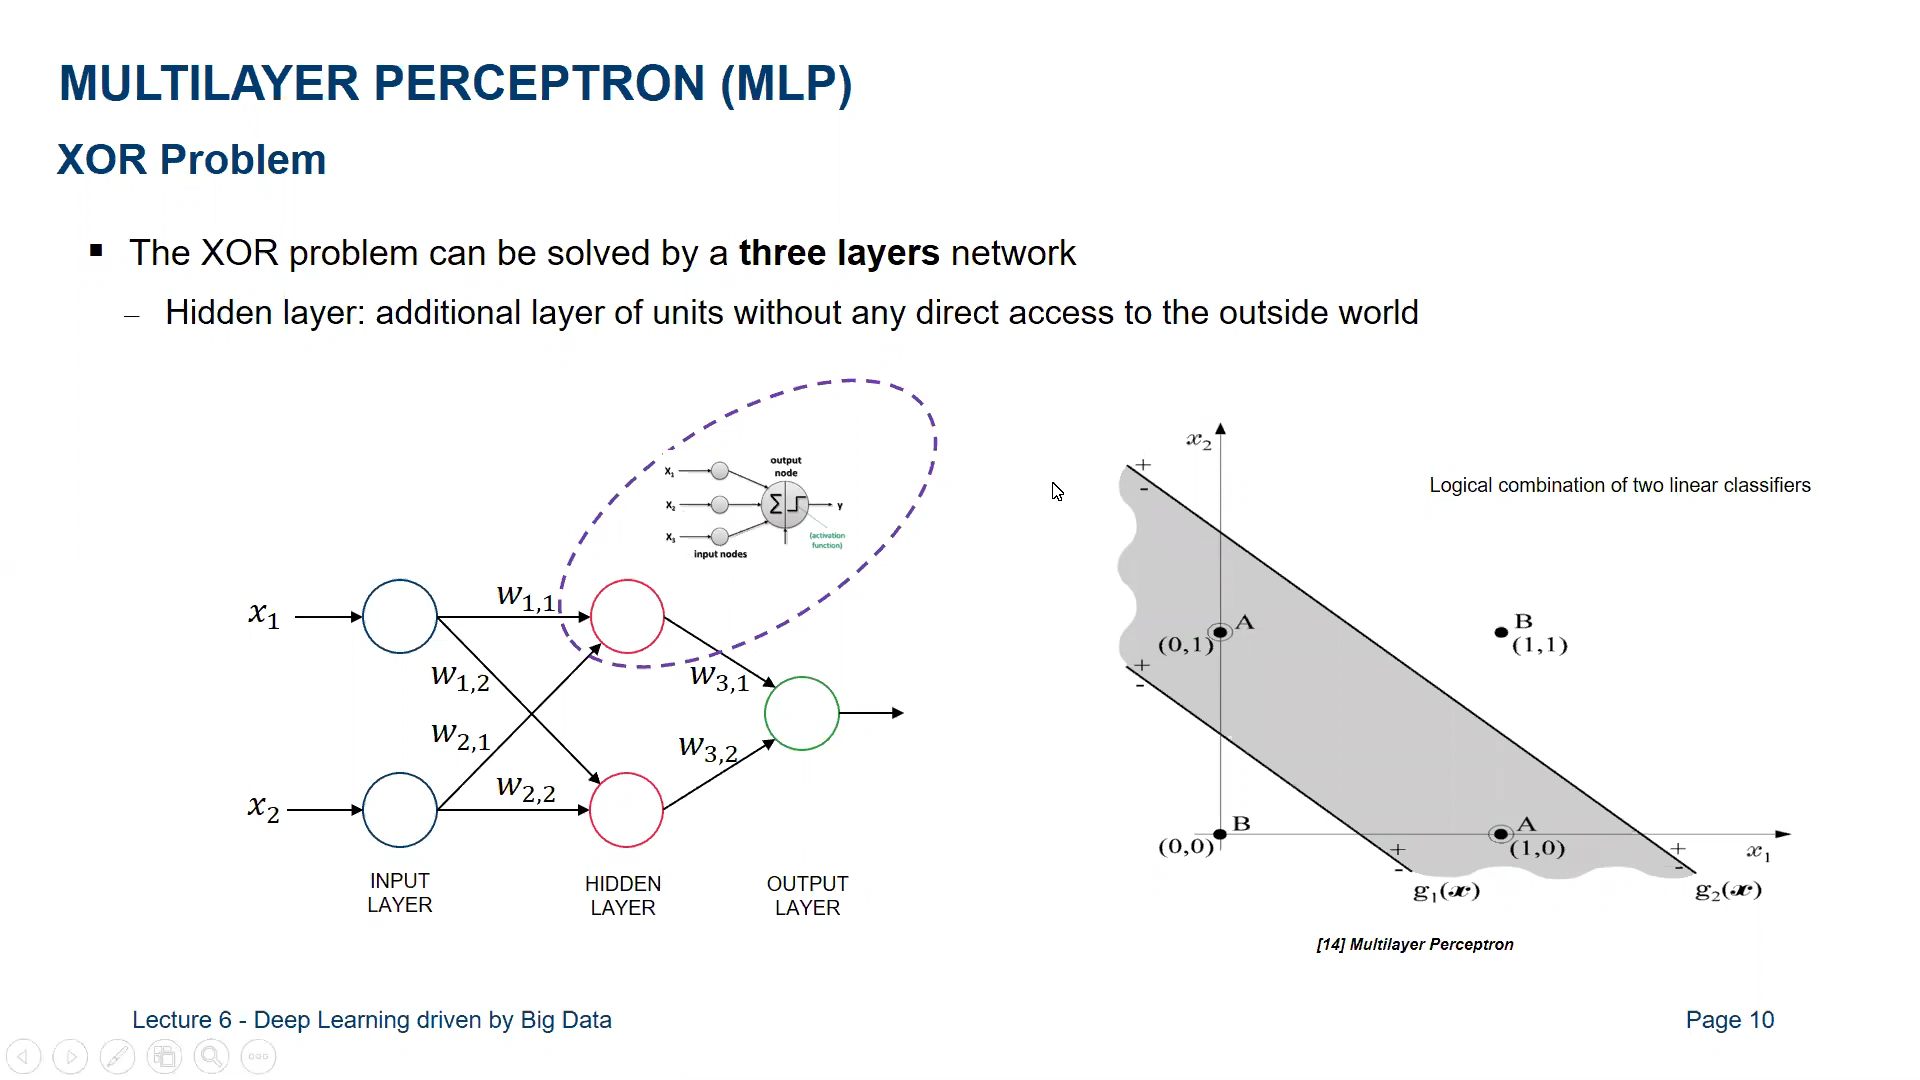 MULTILAYER PERCEPTRON (MLP)
XOR Problem
▪ The XOR problem can be solved by a three layers network
– Hidden layer: additional layer of units without any direct access to the outside world
output
node
X₁
X₂
X₃
Σ
y
(activation
function)
input nodes
x₁
x₂
w₁,₁
w₁,₂
w₂,₁
w₂,₂
w₃,₁
w₃,₂
INPUT
LAYER
HIDDEN
LAYER
OUTPUT
LAYER
x₂
+
-
Logical combination of two linear classifiers
A
(0,1)
B
(1,1)
+
-
B
(0,0)
A
(1,0)
x₁
+
-
+
-
g₁(x)
g₂(x)
[14] Multilayer Perceptron
Lecture 6 - Deep Learning driven by Big Data
Page 10